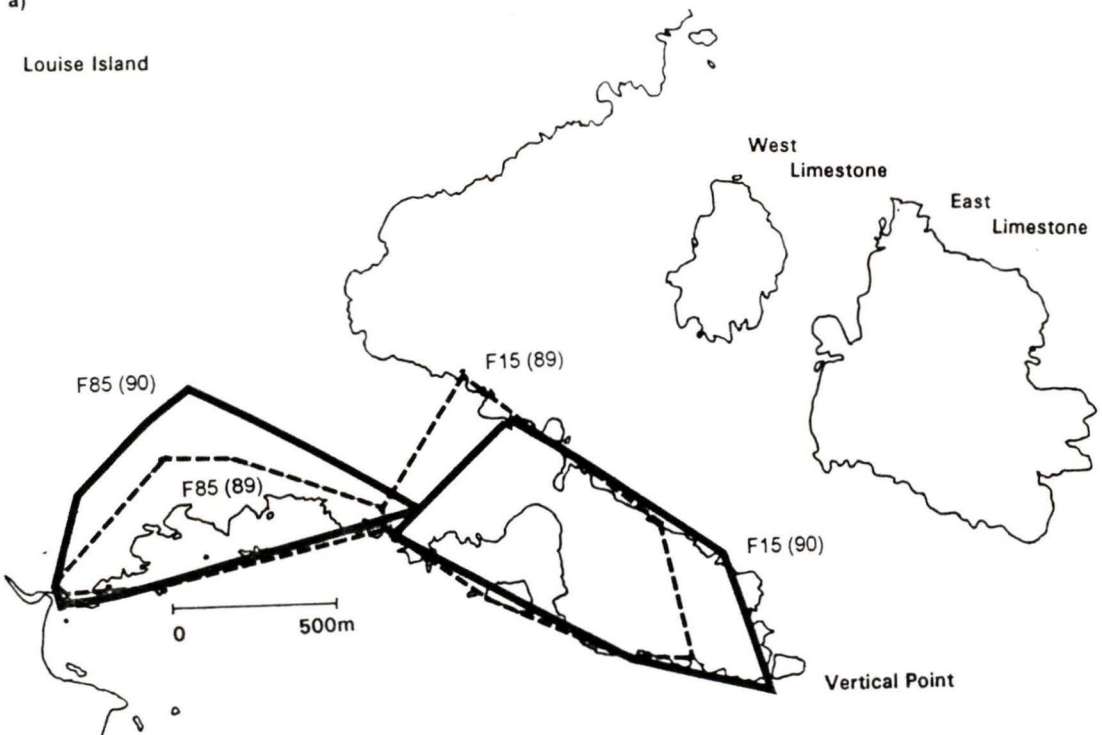 a)
Louise Island
West
Limestone
East
Limestone
F15 (89)
F85 (90)
F85 (89)
F15 (90)
0
500m
Vertical Point